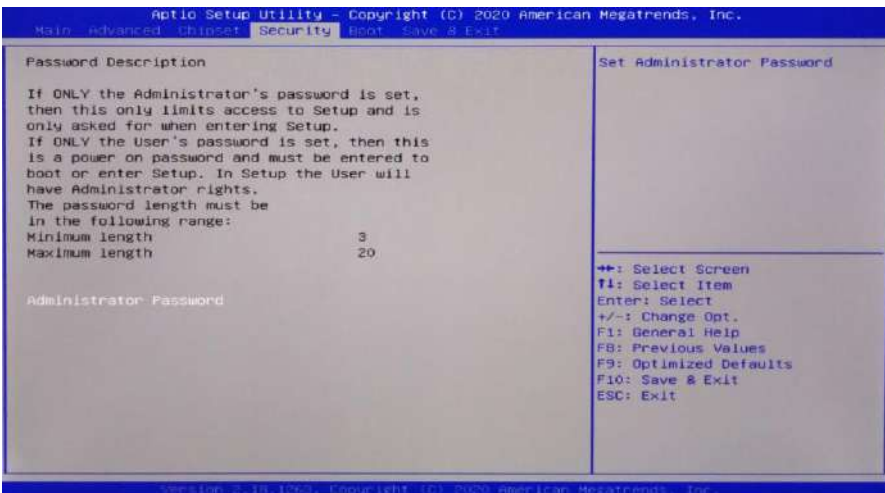 Aptio Setup Utility – Copyright (C) 2020 American Megatrends, Inc.
Main Advanced Chipset Security Boot Save & Exit
Password Description
If ONLY the Administrator's password is set,
then this only limits access to Setup and is
only asked for when entering Setup.
If ONLY the User's password is set, then this
is a power on password and must be entered to
boot or enter Setup. In Setup the User will
have Administrator rights.
The password length must be
in the following range:
Minimum length 3
Maximum length 20
Administrator Password
Set Administrator Password
→←: Select Screen
↑↓: Select Item
Enter: Select
+/-: Change Opt.
F1: General Help
F8: Previous Values
F9: Optimized Defaults
F10: Save & Exit
ESC: Exit
Copyright (C) 2020 American Megatrends, Inc.